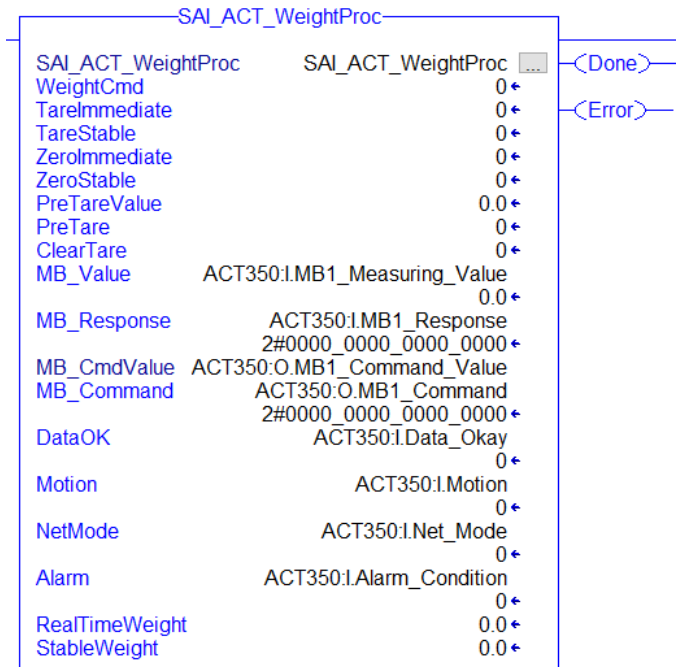 SAI_ACT_WeightProc
SAI_ACT_WeightProc SAI_ACT_WeightProc ... Done
WeightCmd 0
TareImmediate 0 Error
TareStable 0
ZeroImmediate 0
ZeroStable 0
PreTareValue 0.0
PreTare 0
ClearTare 0
MB_Value ACT350:I.MB1_Measuring_Value
0.0
MB_Response ACT350:I.MB1_Response
2#0000_0000_0000_0000
MB_CmdValue ACT350:O.MB1_Command_Value
MB_Command ACT350:O.MB1_Command
2#0000_0000_0000_0000
DataOK ACT350:I.Data_Okay
0
Motion ACT350:I.Motion
0
NetMode ACT350:I.Net_Mode
0
Alarm ACT350:I.Alarm_Condition
0
RealTimeWeight 0.0
StableWeight 0.0